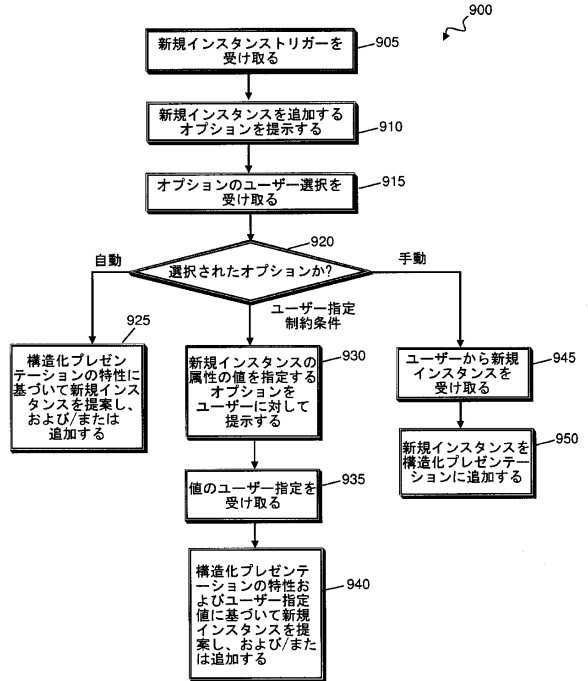 900
新規インスタンストリガーを
受け取る
905
新規インスタンスを追加する
オプションを提示する
910
オプションのユーザー選択を
受け取る
915
920
選択されたオプションか?
自動
手動
ユーザー指定
制約条件
925
構造化プレゼン
テーションの特性に
基づいて新規インス
タンスを提案し、
および/または
追加する
930
新規インスタンスの
属性の値を指定する
オプションを
ユーザーに対して
提示する
935
値のユーザー指定を
受け取る
940
構造化プレゼンテ
ーションの特性お
よびユーザー指定
値に基づいて新規
インスタンスを提
案し、および/また
は追加する
945
ユーザーから新規
インスタンスを
受け取る
950
新規インスタンスを
構造化プレゼンテー
ションに追加する